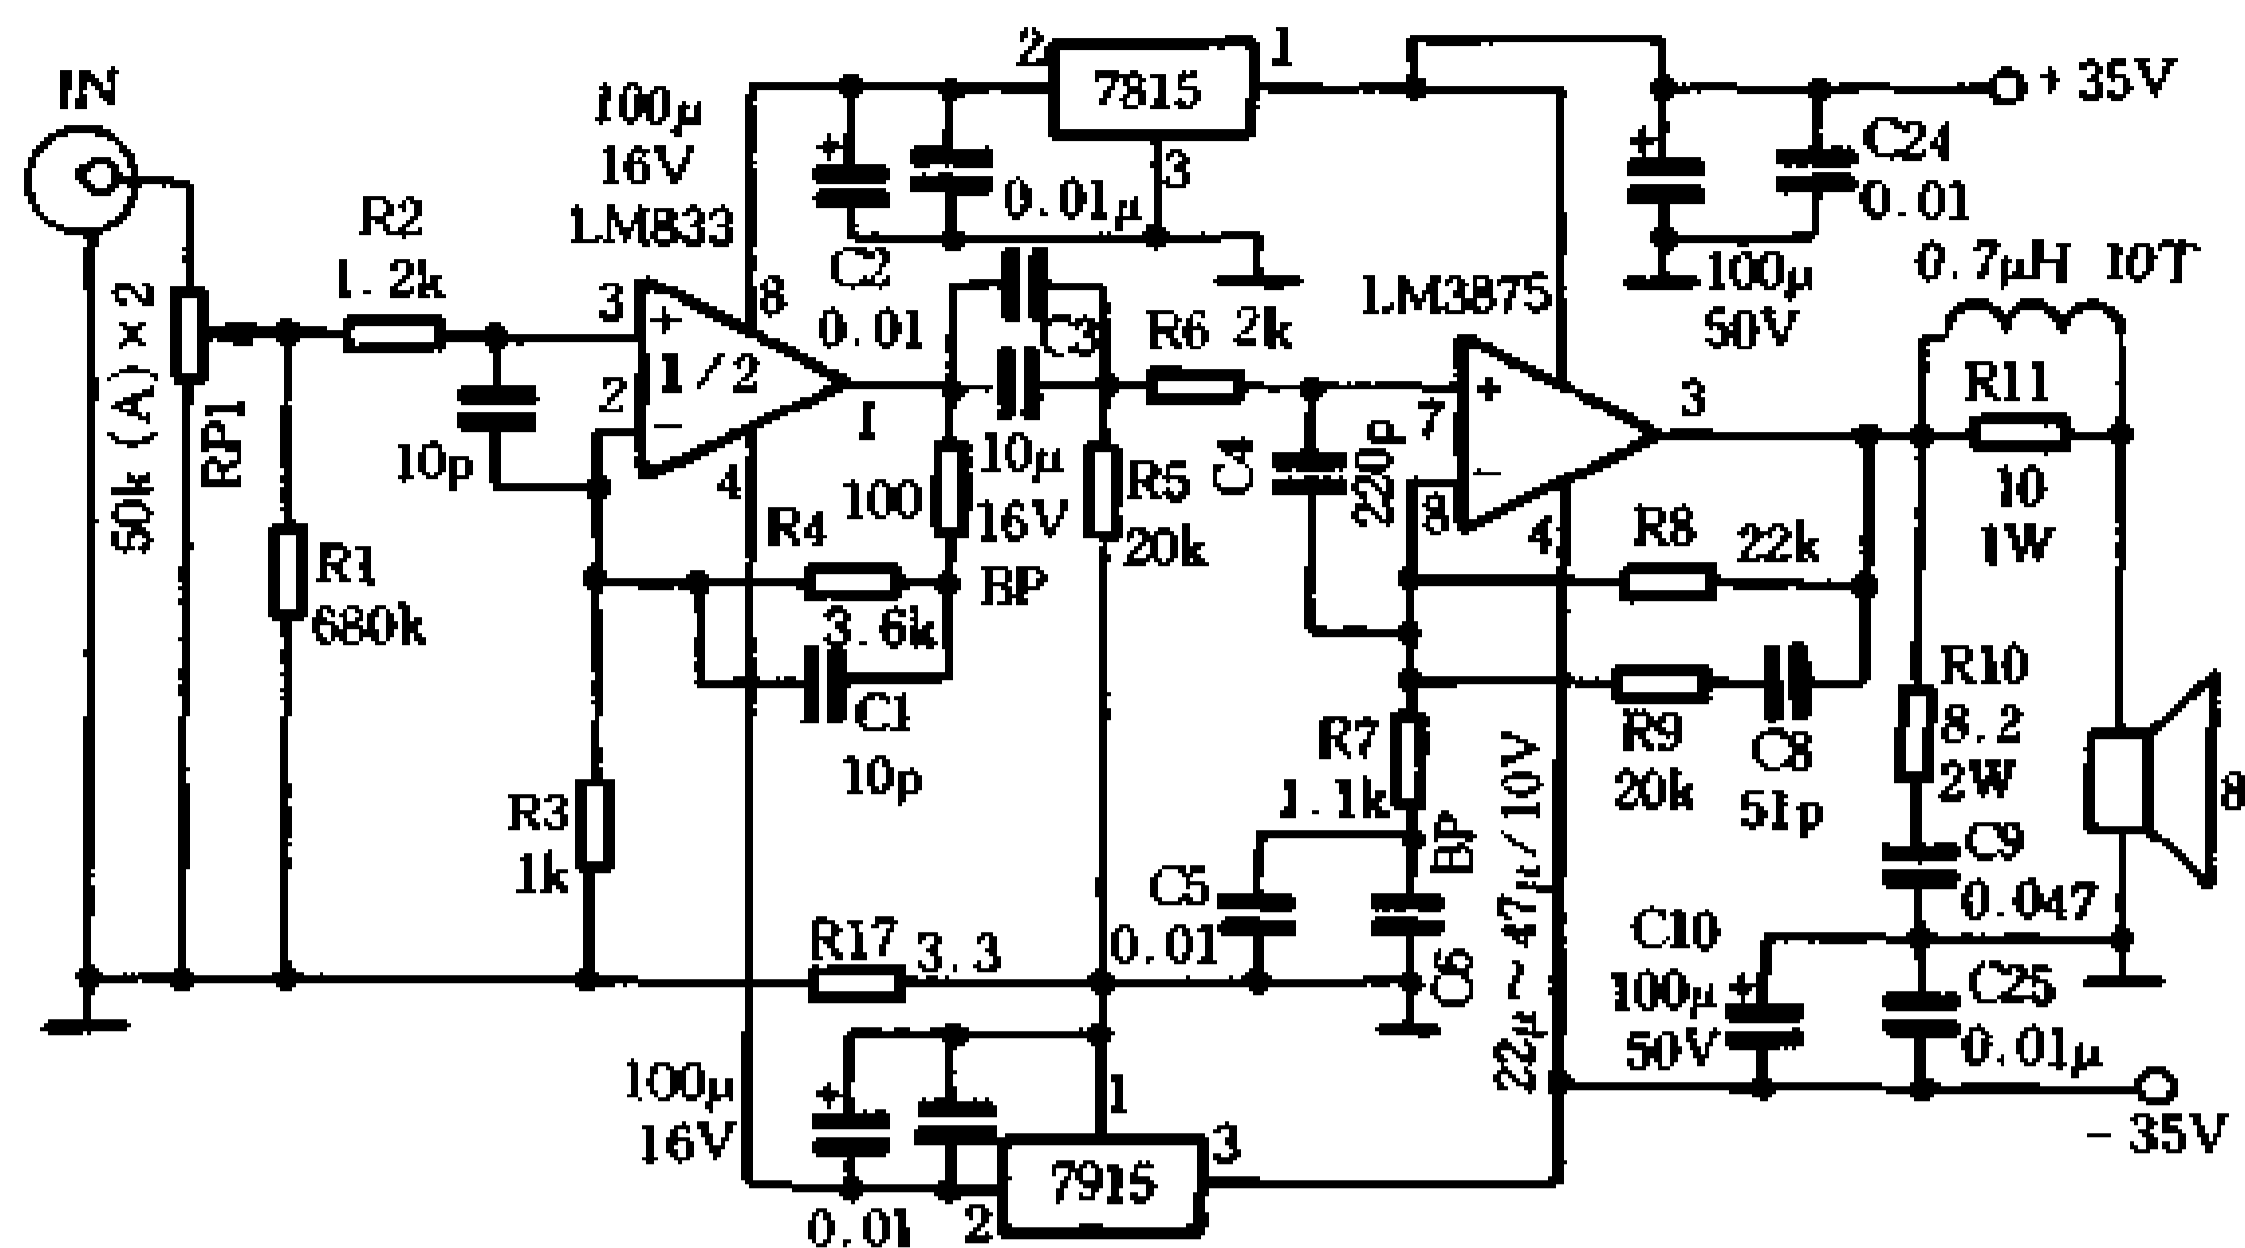 IN
50k (A) × 2
RP1
R2
1.2k
10p
R1
680k
100μ
16V
LM833
3
+
1/2
2
−
8
4
1
+
C2
0.01
0.01μ
2
7815
1
3
C3
10μ
16V
BP
100
R4
3.6k
C1
10p
R3
1k
R5
20k
R6 2k
C4
220p
LM3875
+
7
−
8
4
3
+
100μ
50V
C24
0.01
+ 35V
0.7μH 10T
R11
10
1W
R8 22k
R9
20k
C8
51p
R7
1.1k
BP
C5
0.01
C6
22μ~47μ/10V
R10
8.2
2W
C9
0.047
8
C10
100μ
50V
+
C25
0.01μ
− 35V
R17 3.3
100μ
16V
+
0.01
2
7915
1
3